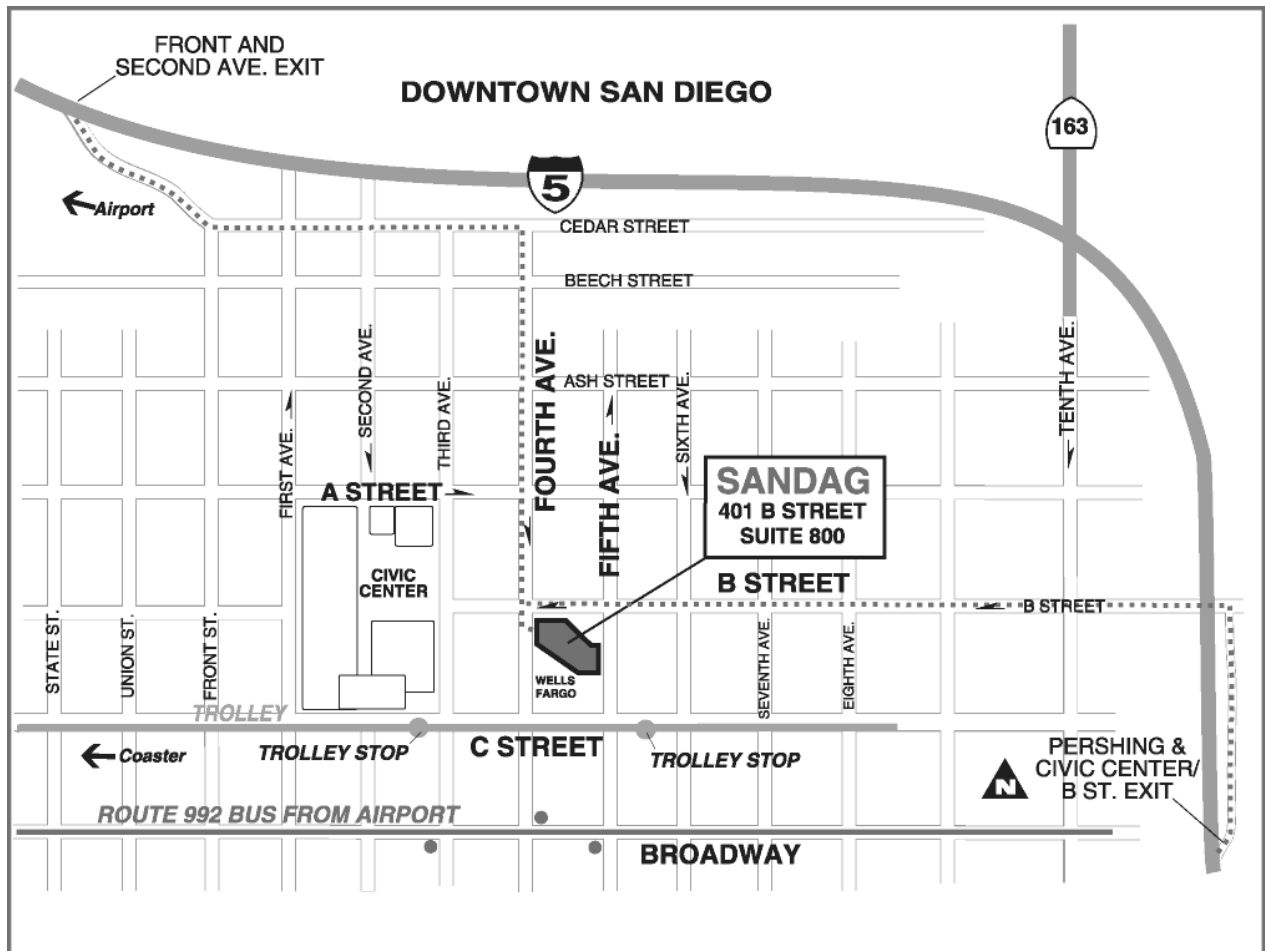 FRONT AND
SECOND AVE. EXIT
DOWNTOWN SAN DIEGO
163
5
Airport
CEDAR STREET
BEECH STREET
FIRST AVE.
SECOND AVE.
THIRD AVE.
FOURTH AVE.
ASH STREET
FIFTH AVE.
SIXTH AVE.
TENTH AVE.
A STREET
SANDAG
401 B STREET
SUITE 800
CIVIC
CENTER
B STREET
B STREET
STATE ST.
UNION ST.
FRONT ST.
WELLS
FARGO
SEVENTH AVE.
EIGHTH AVE.
TROLLEY
Coaster
TROLLEY STOP
C STREET
TROLLEY STOP
N
PERSHING &
CIVIC CENTER/
B ST. EXIT
ROUTE 992 BUS FROM AIRPORT
BROADWAY